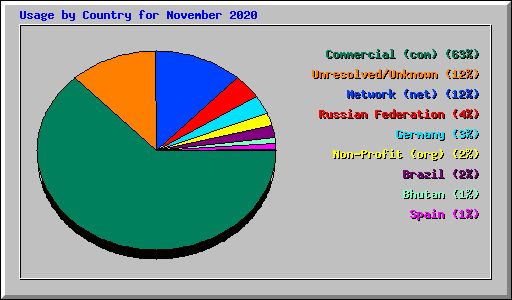 Usage by Country for November 2020
Commercial (com) (63%)
Unresolved/Unknown (12%)
Network (net) (12%)
Russian Federation (4%)
Germany (3%)
Non-Profit (org) (2%)
Brazil (2%)
Bhutan (1%)
Spain (1%)